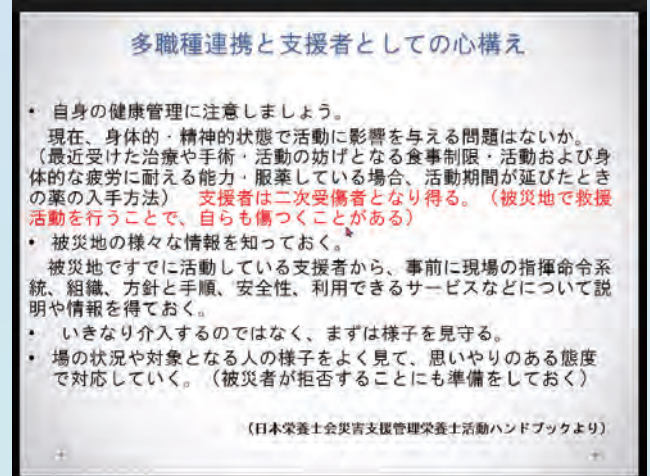 多職種連携と支援者としての心構え
• 自身の健康管理に注意しましょう。
現在、身体的・精神的状態で活動に影響を与える問題はないか。
（最近受けた治療や手術・活動の妨げとなる食事制限・活動および身
体的な疲労に耐える能力・服薬している場合、活動期間が延びたとき
の薬の入手方法）　支援者は二次受傷者となり得る。（被災地で救援
活動を行うことで、自らも傷つくことがある）
• 被災地の様々な情報を知っておく。
被災地ですでに活動している支援者から、事前に現場の指揮命令系
統、組織、方針と手順、安全性、利用できるサービスなどについて説
明や情報を得ておく。
• いきなり介入するのではなく、まずは様子を見守る。
• 場の状況や対象となる人の様子をよく見て、思いやりのある態度
で対応していく。（被災者が拒否することにも準備をしておく）
（日本栄養士会災害支援管理栄養士活動ハンドブックより）